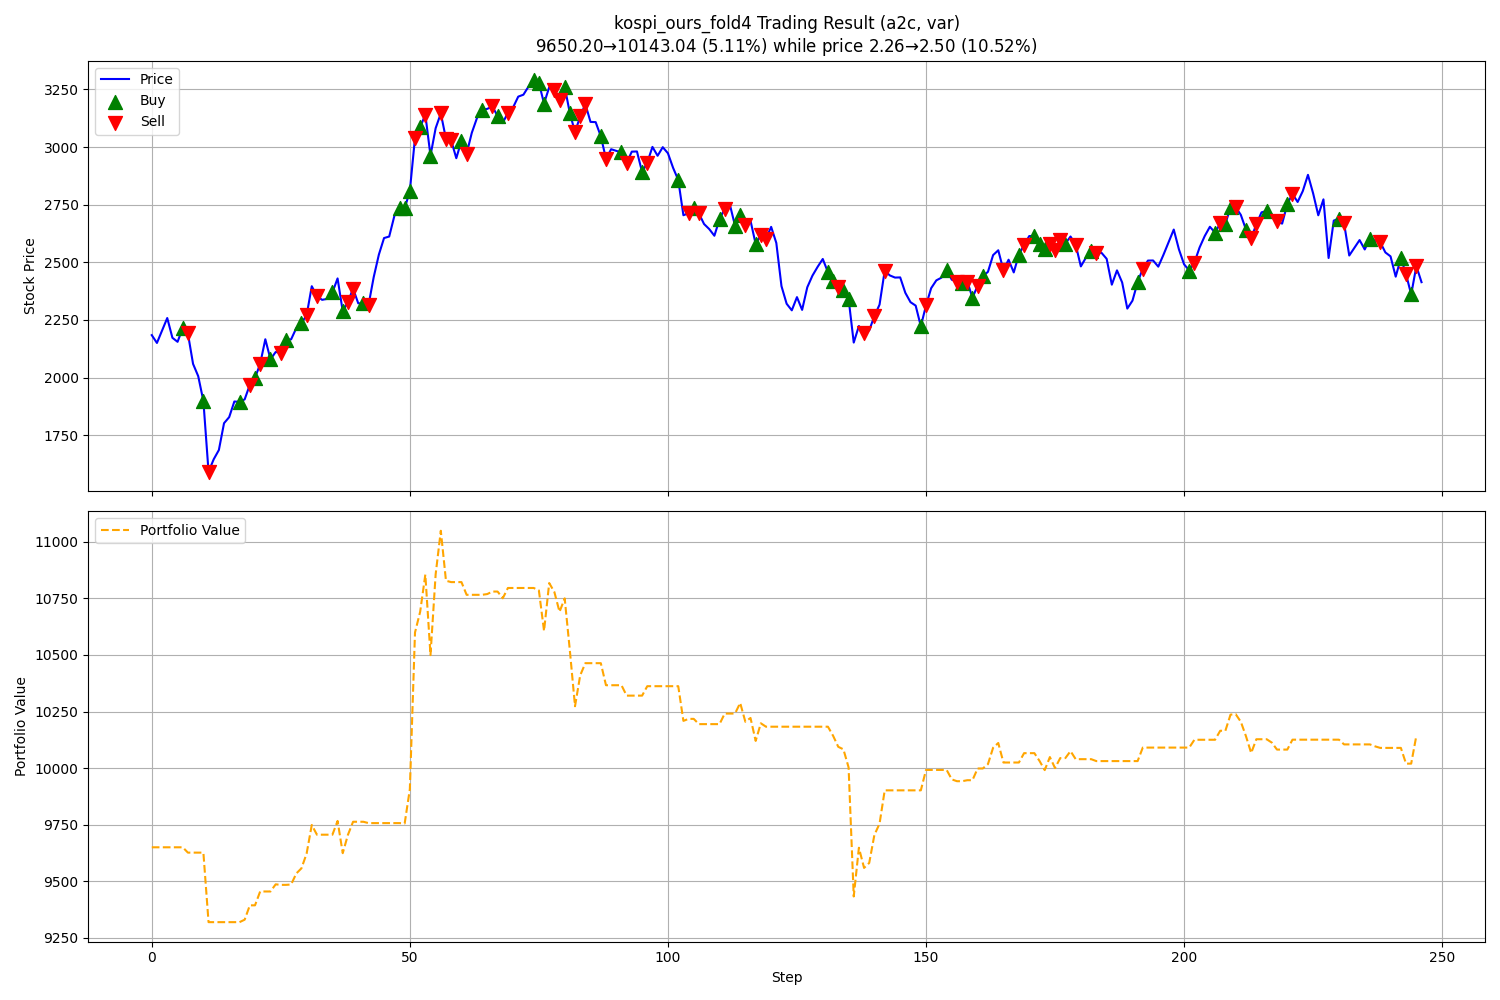 kospi_ours_fold4 Trading Result (a2c, var)
9650.20→10143.04 (5.11%) while price 2.26→2.50 (10.52%)
Price
Buy
Sell
Stock Price
3250
3000
2750
2500
2250
2000
1750
Portfolio Value
Portfolio Value
11000
10750
10500
10250
10000
9750
9500
9250
0
50
100
150
200
250
Step